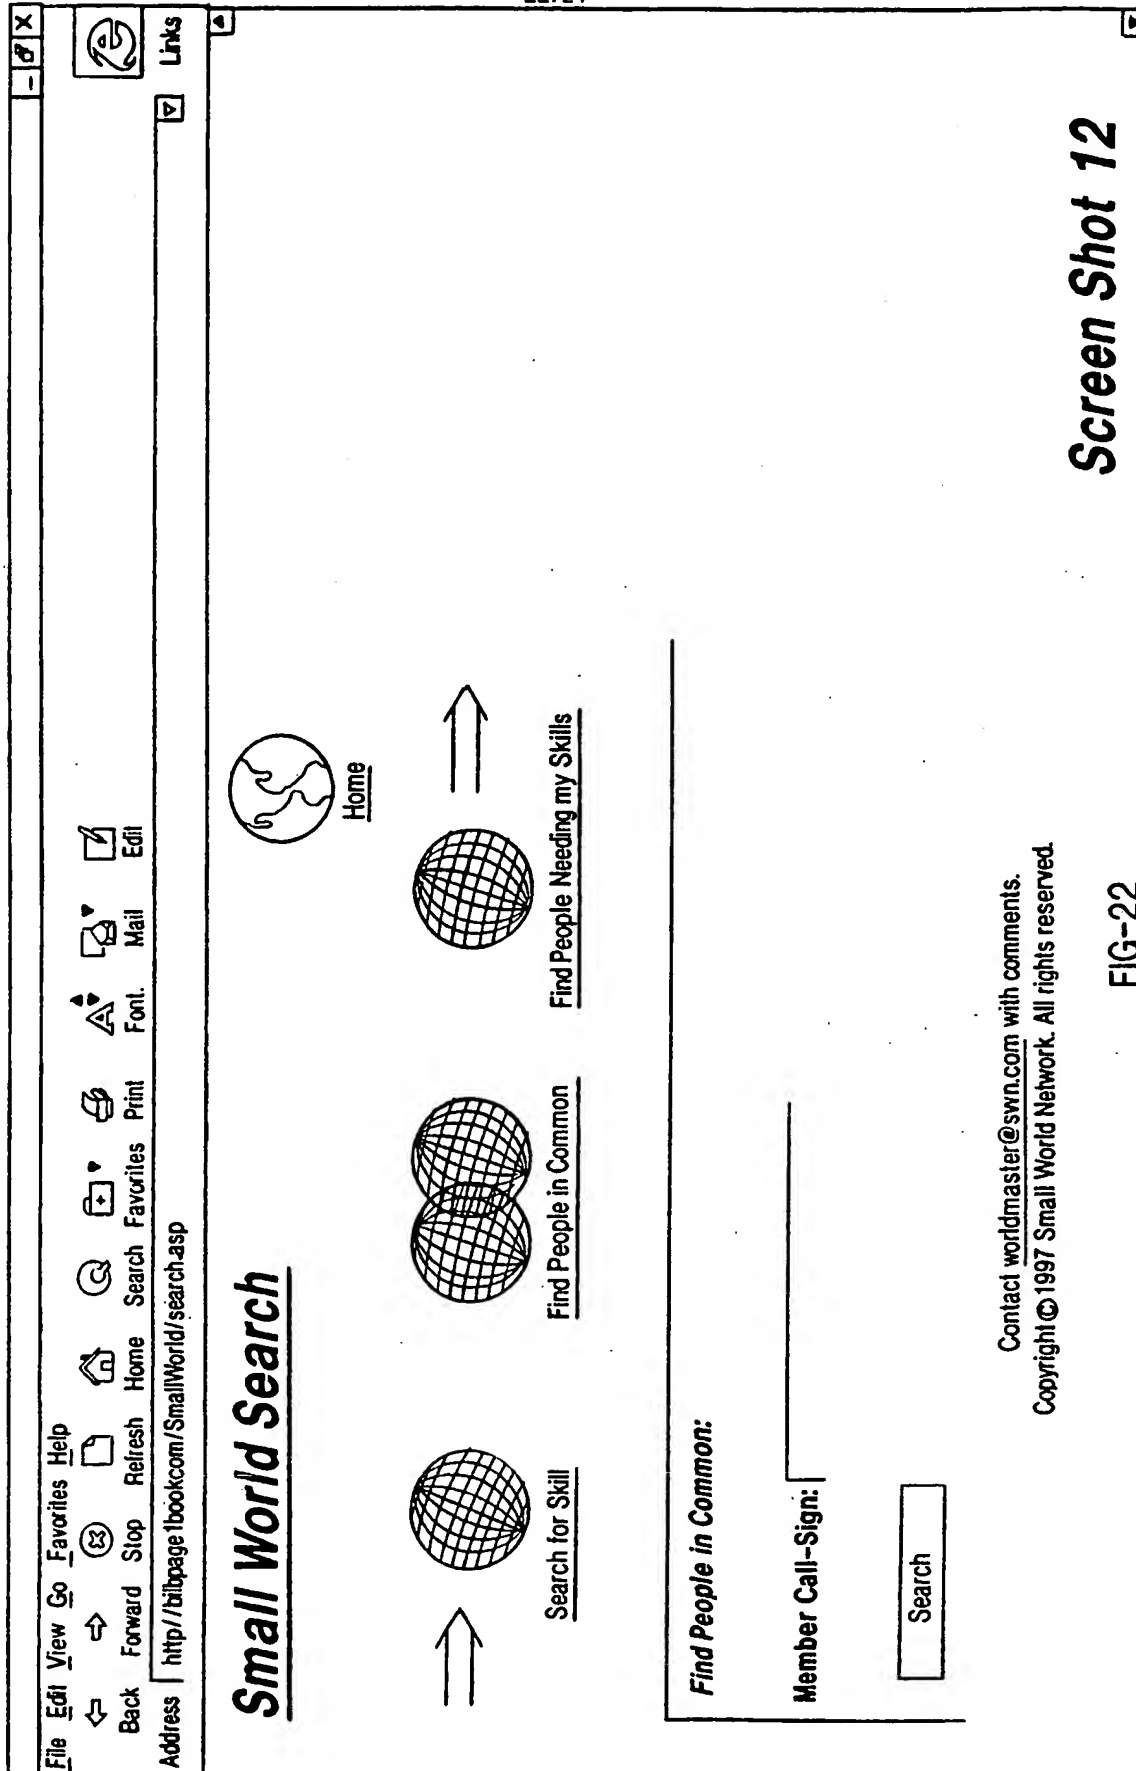 File Edit View Go Favorites Help
Back Forward Stop Refresh Home Search Favorites Print Font. Mail Edit
Address http//bilbpage1bookcom/SmallWorld/search.asp Links
Small World Search
Home
Search for Skill Find People in Common Find People Needing my Skills
Find People in Common:
Member Call-Sign:
Search
Contact worldmaster@swn.com with comments.
Copyright©1997 Small World Network. All rights reserved.
Screen Shot 12
FIG-22